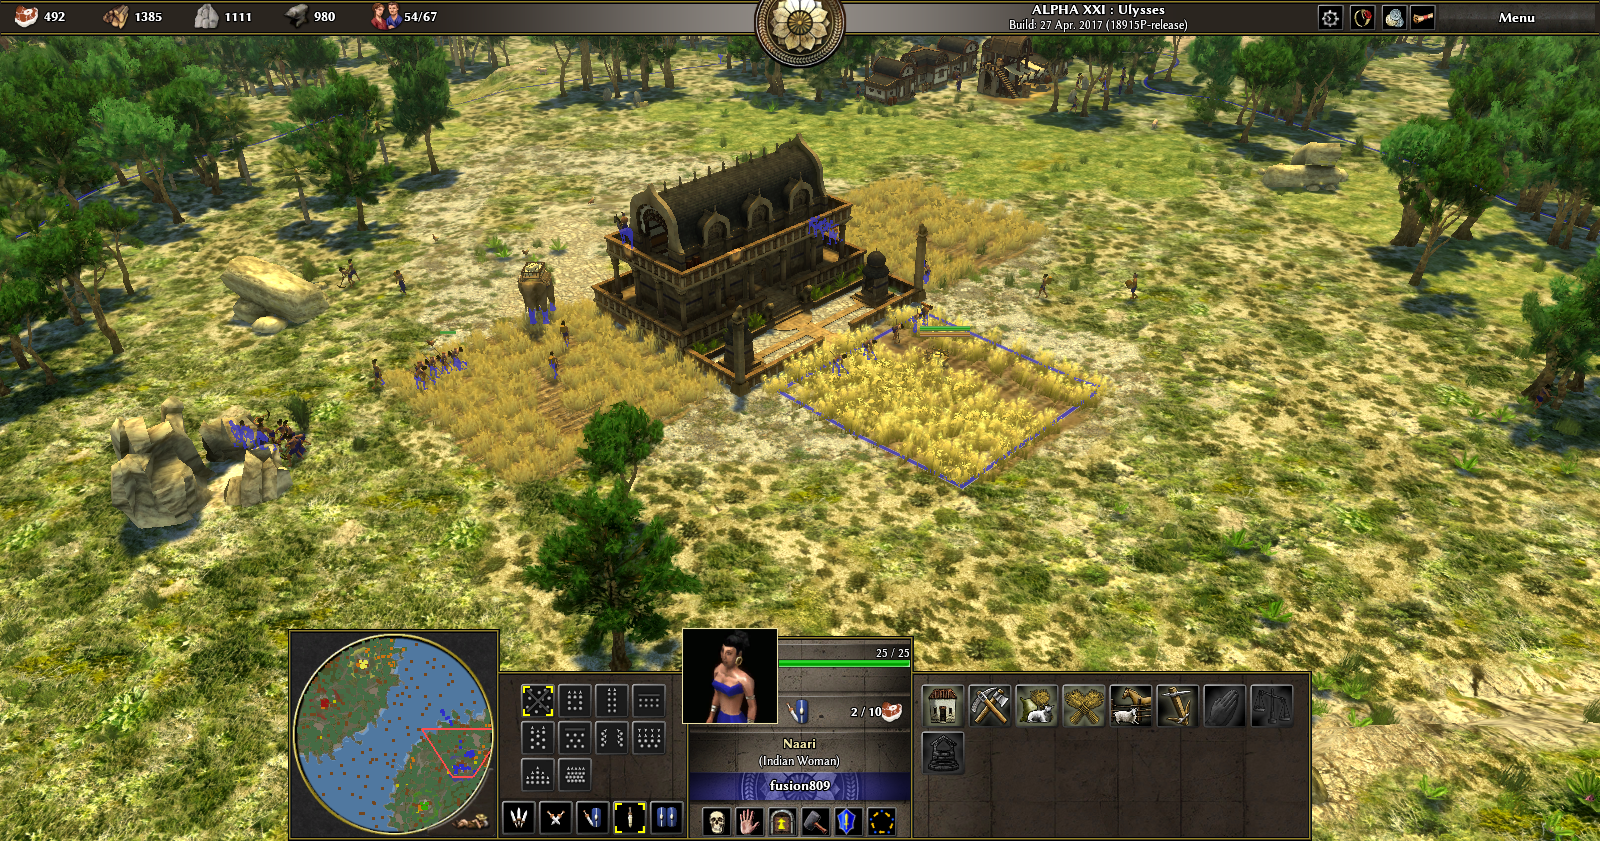 492 1385 1111 980 54/67
ALPHA XXI : Ulysses
Build: 27 Apr. 2017 (18915P-release)
Menu
25 / 25
2 / 10
Naari
(Indian Woman)
fusion809